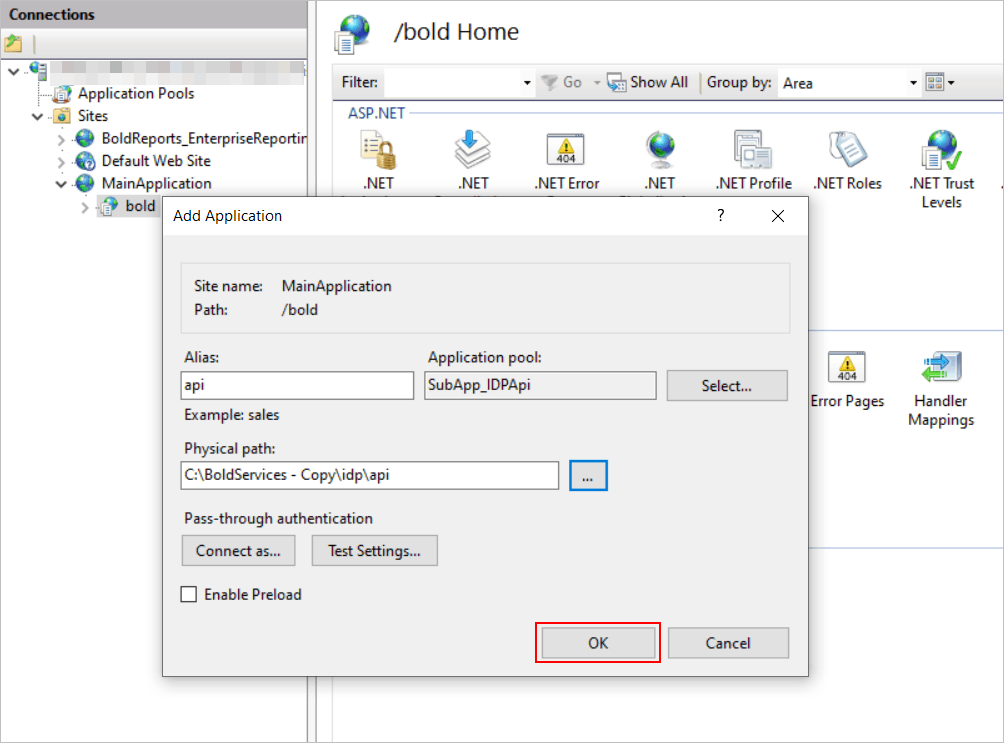 Connections
/bold Home
Filter:
Go
Show All
Group by:
Area
Application Pools
Sites
BoldReports_EnterpriseReportin
Default Web Site
MainApplication
bold
ASP.NET
.NET
.NET
.NET Error
.NET
.NET Profile
.NET Roles
.NET Trust
Levels
Add Application
?
Site name: MainApplication
Path: /bold
Alias:
Application pool:
api
SubApp_IDPApi
Select...
Example: sales
Physical path:
C:\BoldServices - Copy\idp\api
...
Pass-through authentication
Connect as...
Test Settings...
Enable Preload
OK
Cancel
404
404
Error Pages
Handler
Mappings